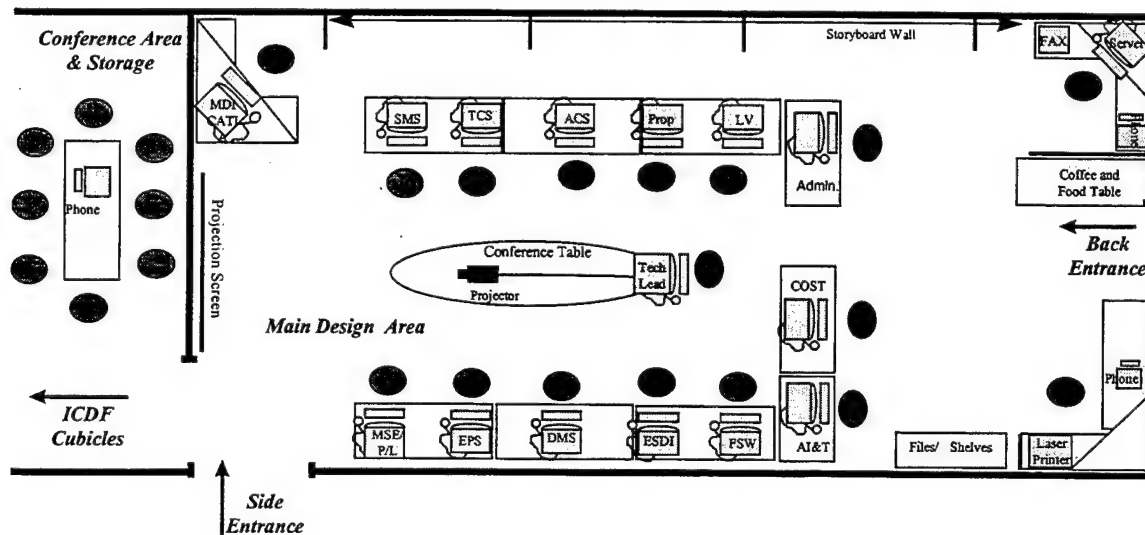 Conference Area
& Storage
Storyboard Wall
FAX
Server
MDI
CATI
SMS
TCS
ACS
Prop
LV
Admin.
Phone
Phone
Coffee and
Food Table
Projection Screen
Conference Table
Tech
Lead
Projector
Back
Entrance
COST
Main Design Area
Phone
ICDF
Cubicles
MSE/
P/L
EPS
DMS
ESDI
FSW
AI&T
Files/ Shelves
Laser
Printer
Side
Entrance